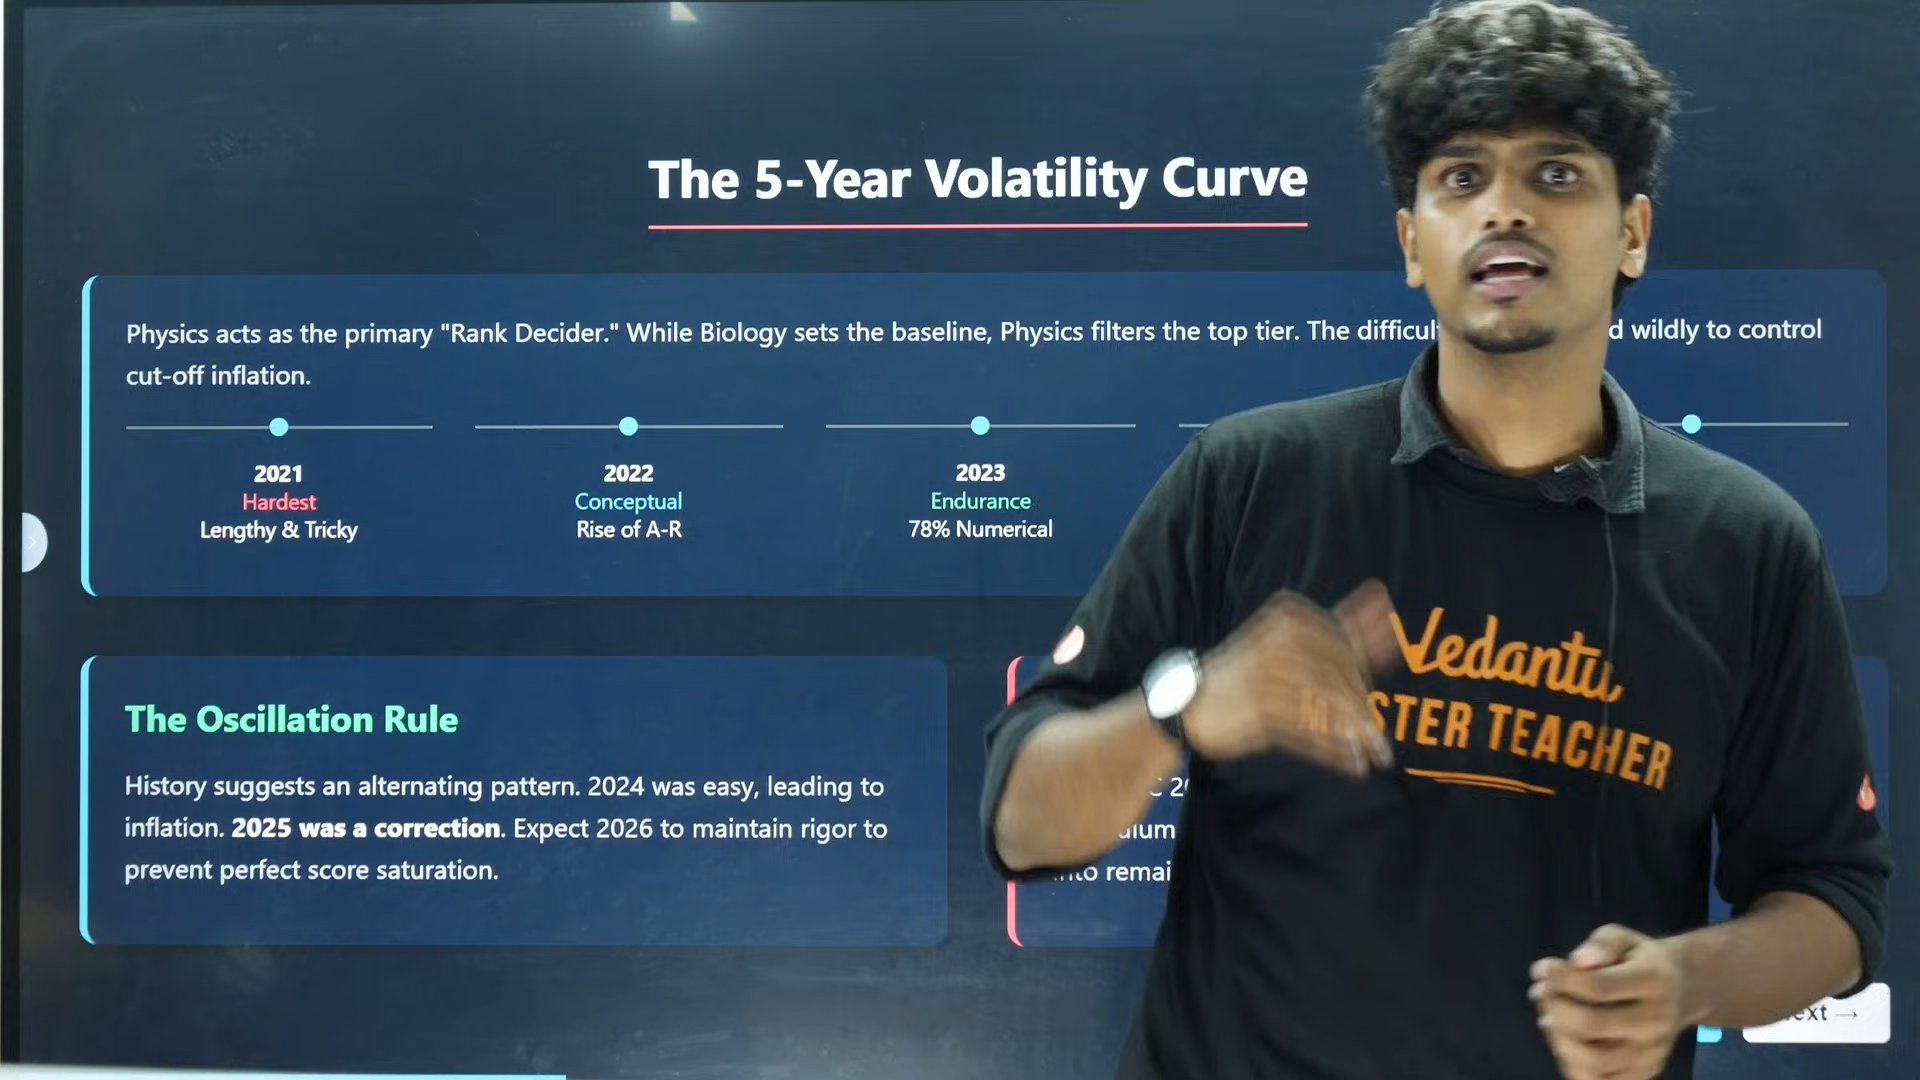 The 5-Year Volatility Curve
Physics acts as the primary "Rank Decider." While Biology sets the baseline, Physics filters the top tier. The wildly to control
cut-off inflation.
2021
Hardest
Lengthy & Tricky
2022
Conceptual
Rise of A-R
2023
Endurance
78% Numerical
The Oscillation Rule
History suggests an alternating pattern. 2024 was easy, leading to
inflation. 2025 was a correction. Expect 2026 to maintain rigor to
prevent perfect score saturation.
Vedantu
MASTER TEACHER
Next →